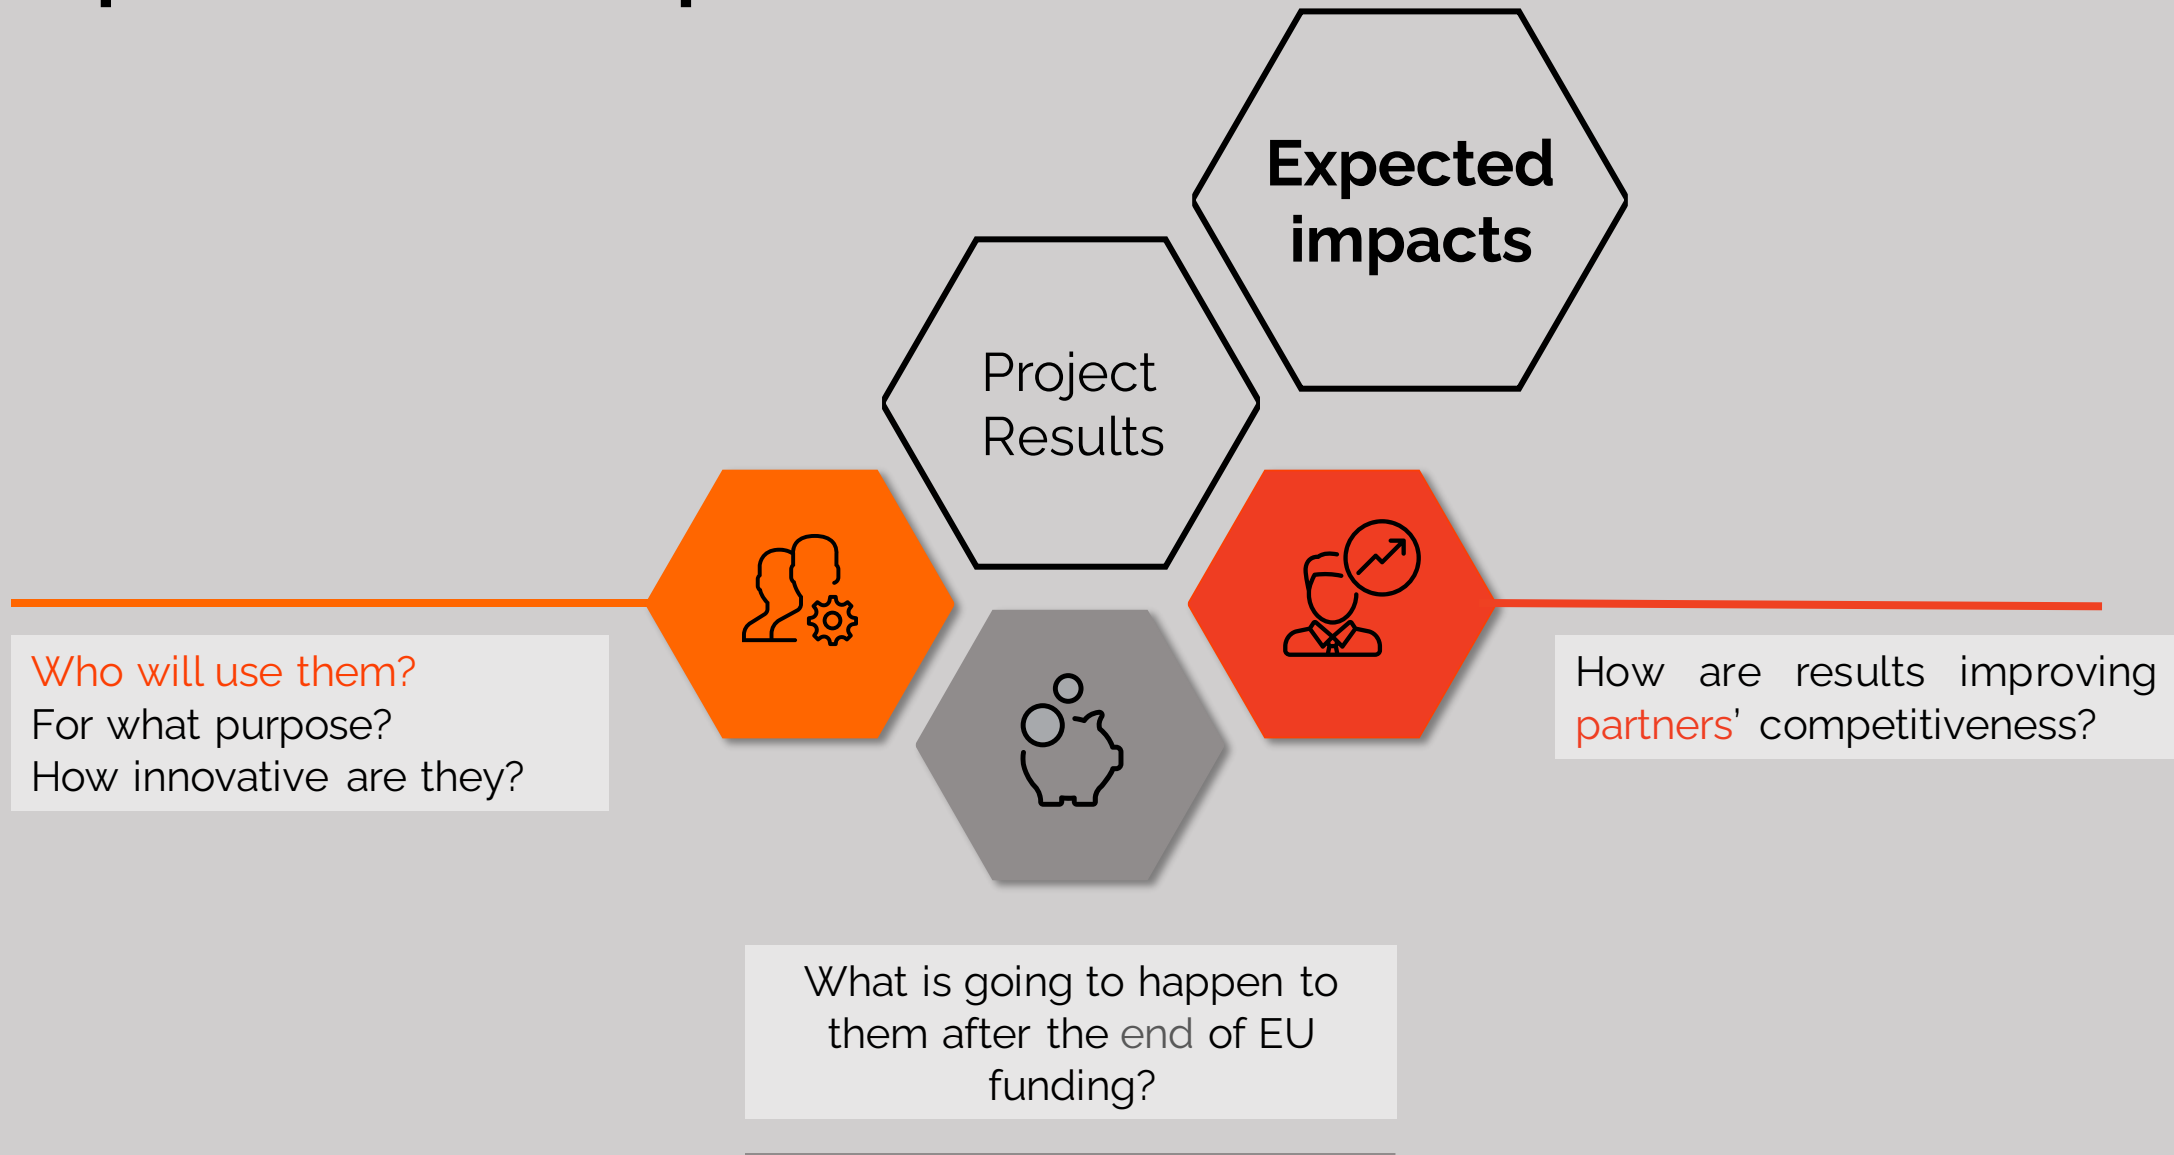 Expected
impacts
Project
Results
Who will use them?
For what purpose?
How innovative are they?
How are results improving
partners’ competitiveness?
What is going to happen to
them after the end of EU
funding?